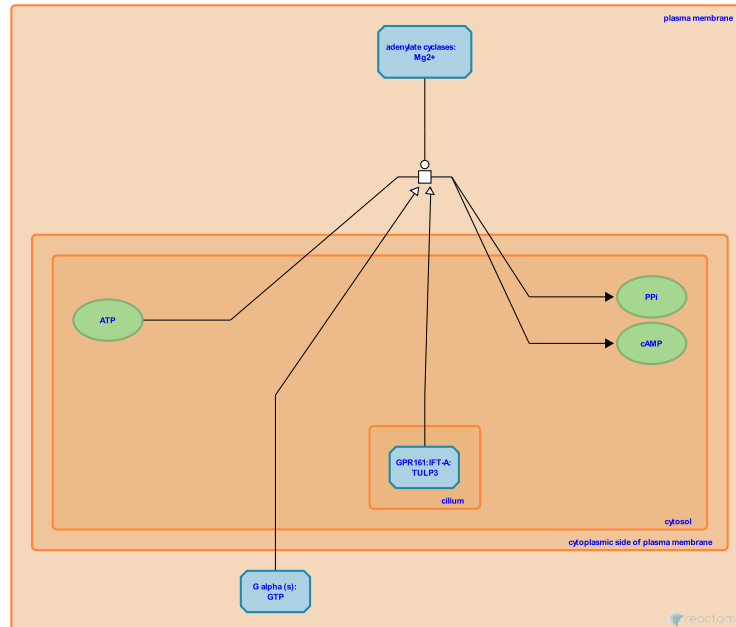 plasma membrane
adenylate cyclases:
Mg2+
ATP
PPi
cAMP
GPR161:IFT-A:
TULP3
cilium
cytosol
cytoplasmic side of plasma membrane
G alpha (s):
GTP
reactom